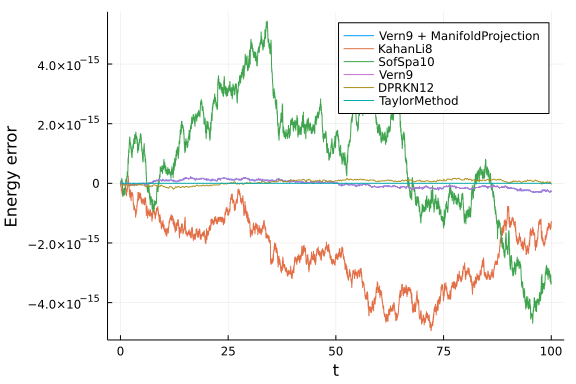 Energy error
4.0×10⁻¹⁵
2.0×10⁻¹⁵
0
−2.0×10⁻¹⁵
−4.0×10⁻¹⁵
Vern9 + ManifoldProjection
KahanLi8
SofSpa10
Vern9
DPRKN12
TaylorMethod
0 25 50 75 100
t